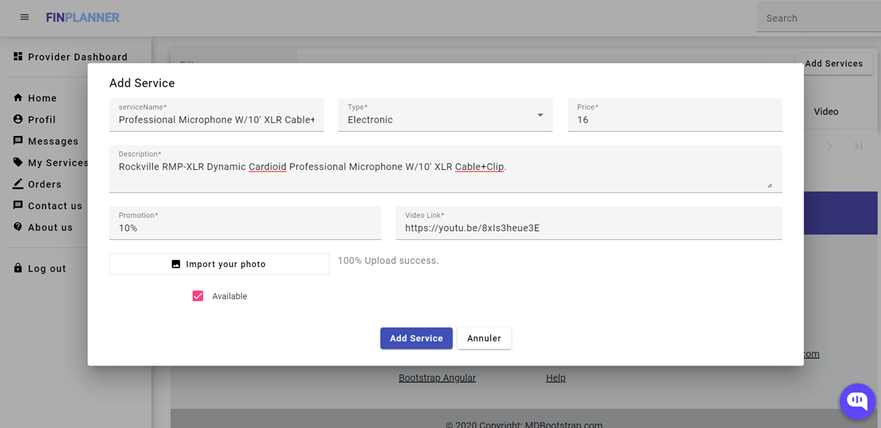 FINPLANNER
Search
Provider Dashboard
Add Services
Home
Profil
Messages
My Services
Orders
Contact us
About us
Log out
Video
Add Service
serviceName*
Professional Microphone W/10' XLR Cable+
Type*
Electronic
Price*
16
Description*
Rockville RMP-XLR Dynamic Cardioid Professional Microphone W/10' XLR Cable+Clip.
Promotion*
10%
Video Link*
https://youtu.be/8xIs3heue3E
Import your photo
100% Upload success.
Available
Add Service
Annuler
com
Bootstrap Angular
Help
© 2020 Copyright: MDBootstrap.com